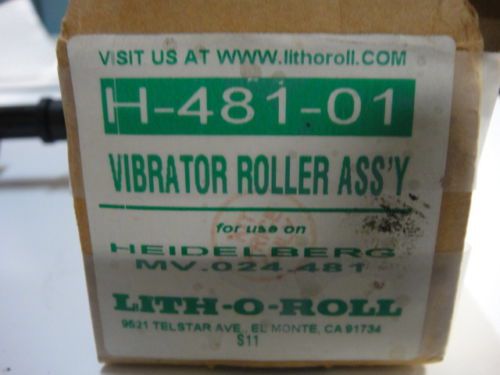 VISIT US AT WWW.lithoroll.COM
H-481-01
VIBRATOR ROLLER ASS'Y
for use on
HEIDELBERG
MV.024.481
LITH-O-ROLL
9521 TELSTAR AVE., EL MONTE, CA 91734
S11